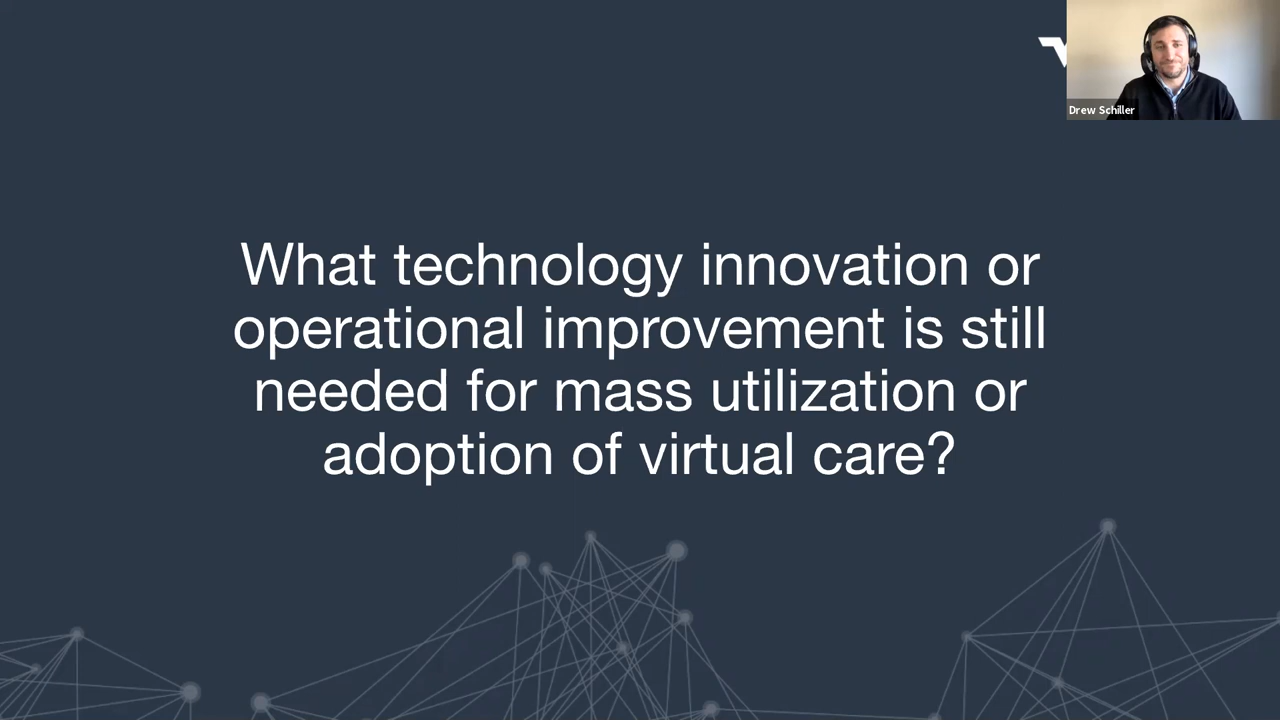 Drew Schiller
What technology innovation or
operational improvement is still
needed for mass utilization or
adoption of virtual care?